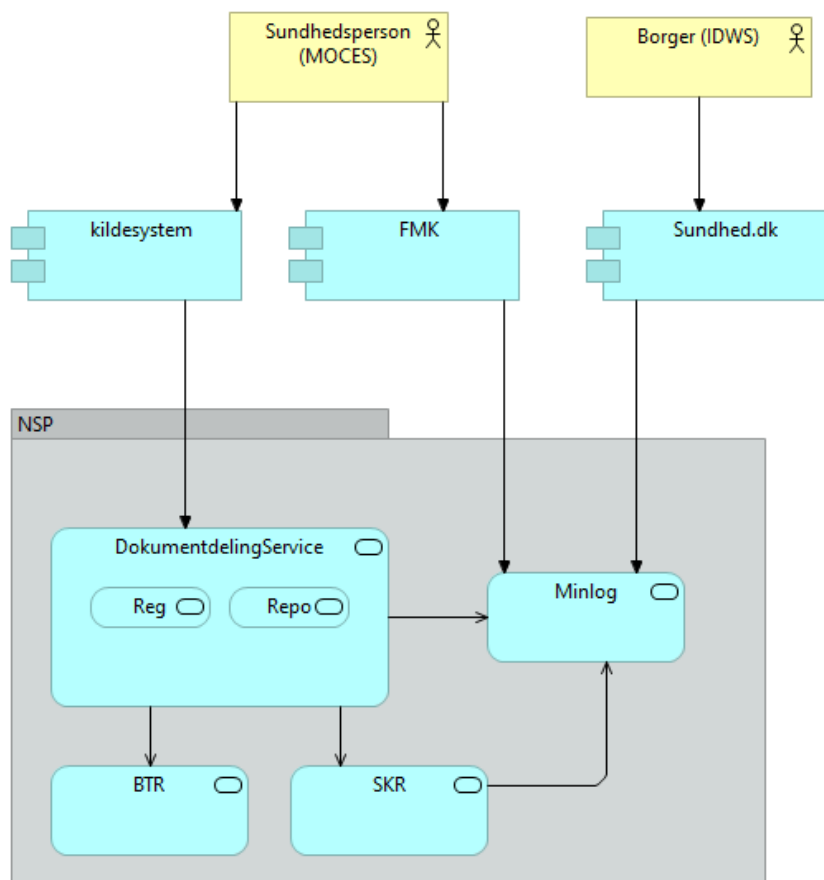 Sundhedsperson
(MOCES)
Borger (IDWS)
kildesystem
FMK
Sundhed.dk
NSP
DokumentdelingService
Reg
Repo
Minlog
BTR
SKR